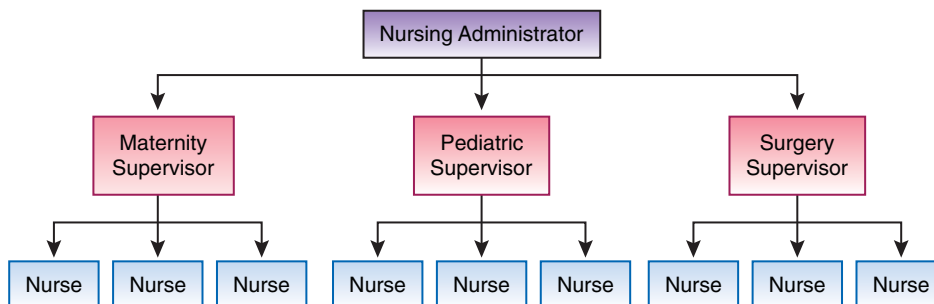 Nursing Administrator
Maternity
Supervisor
Pediatric
Supervisor
Surgery
Supervisor
Nurse
Nurse
Nurse
Nurse
Nurse
Nurse
Nurse
Nurse
Nurse